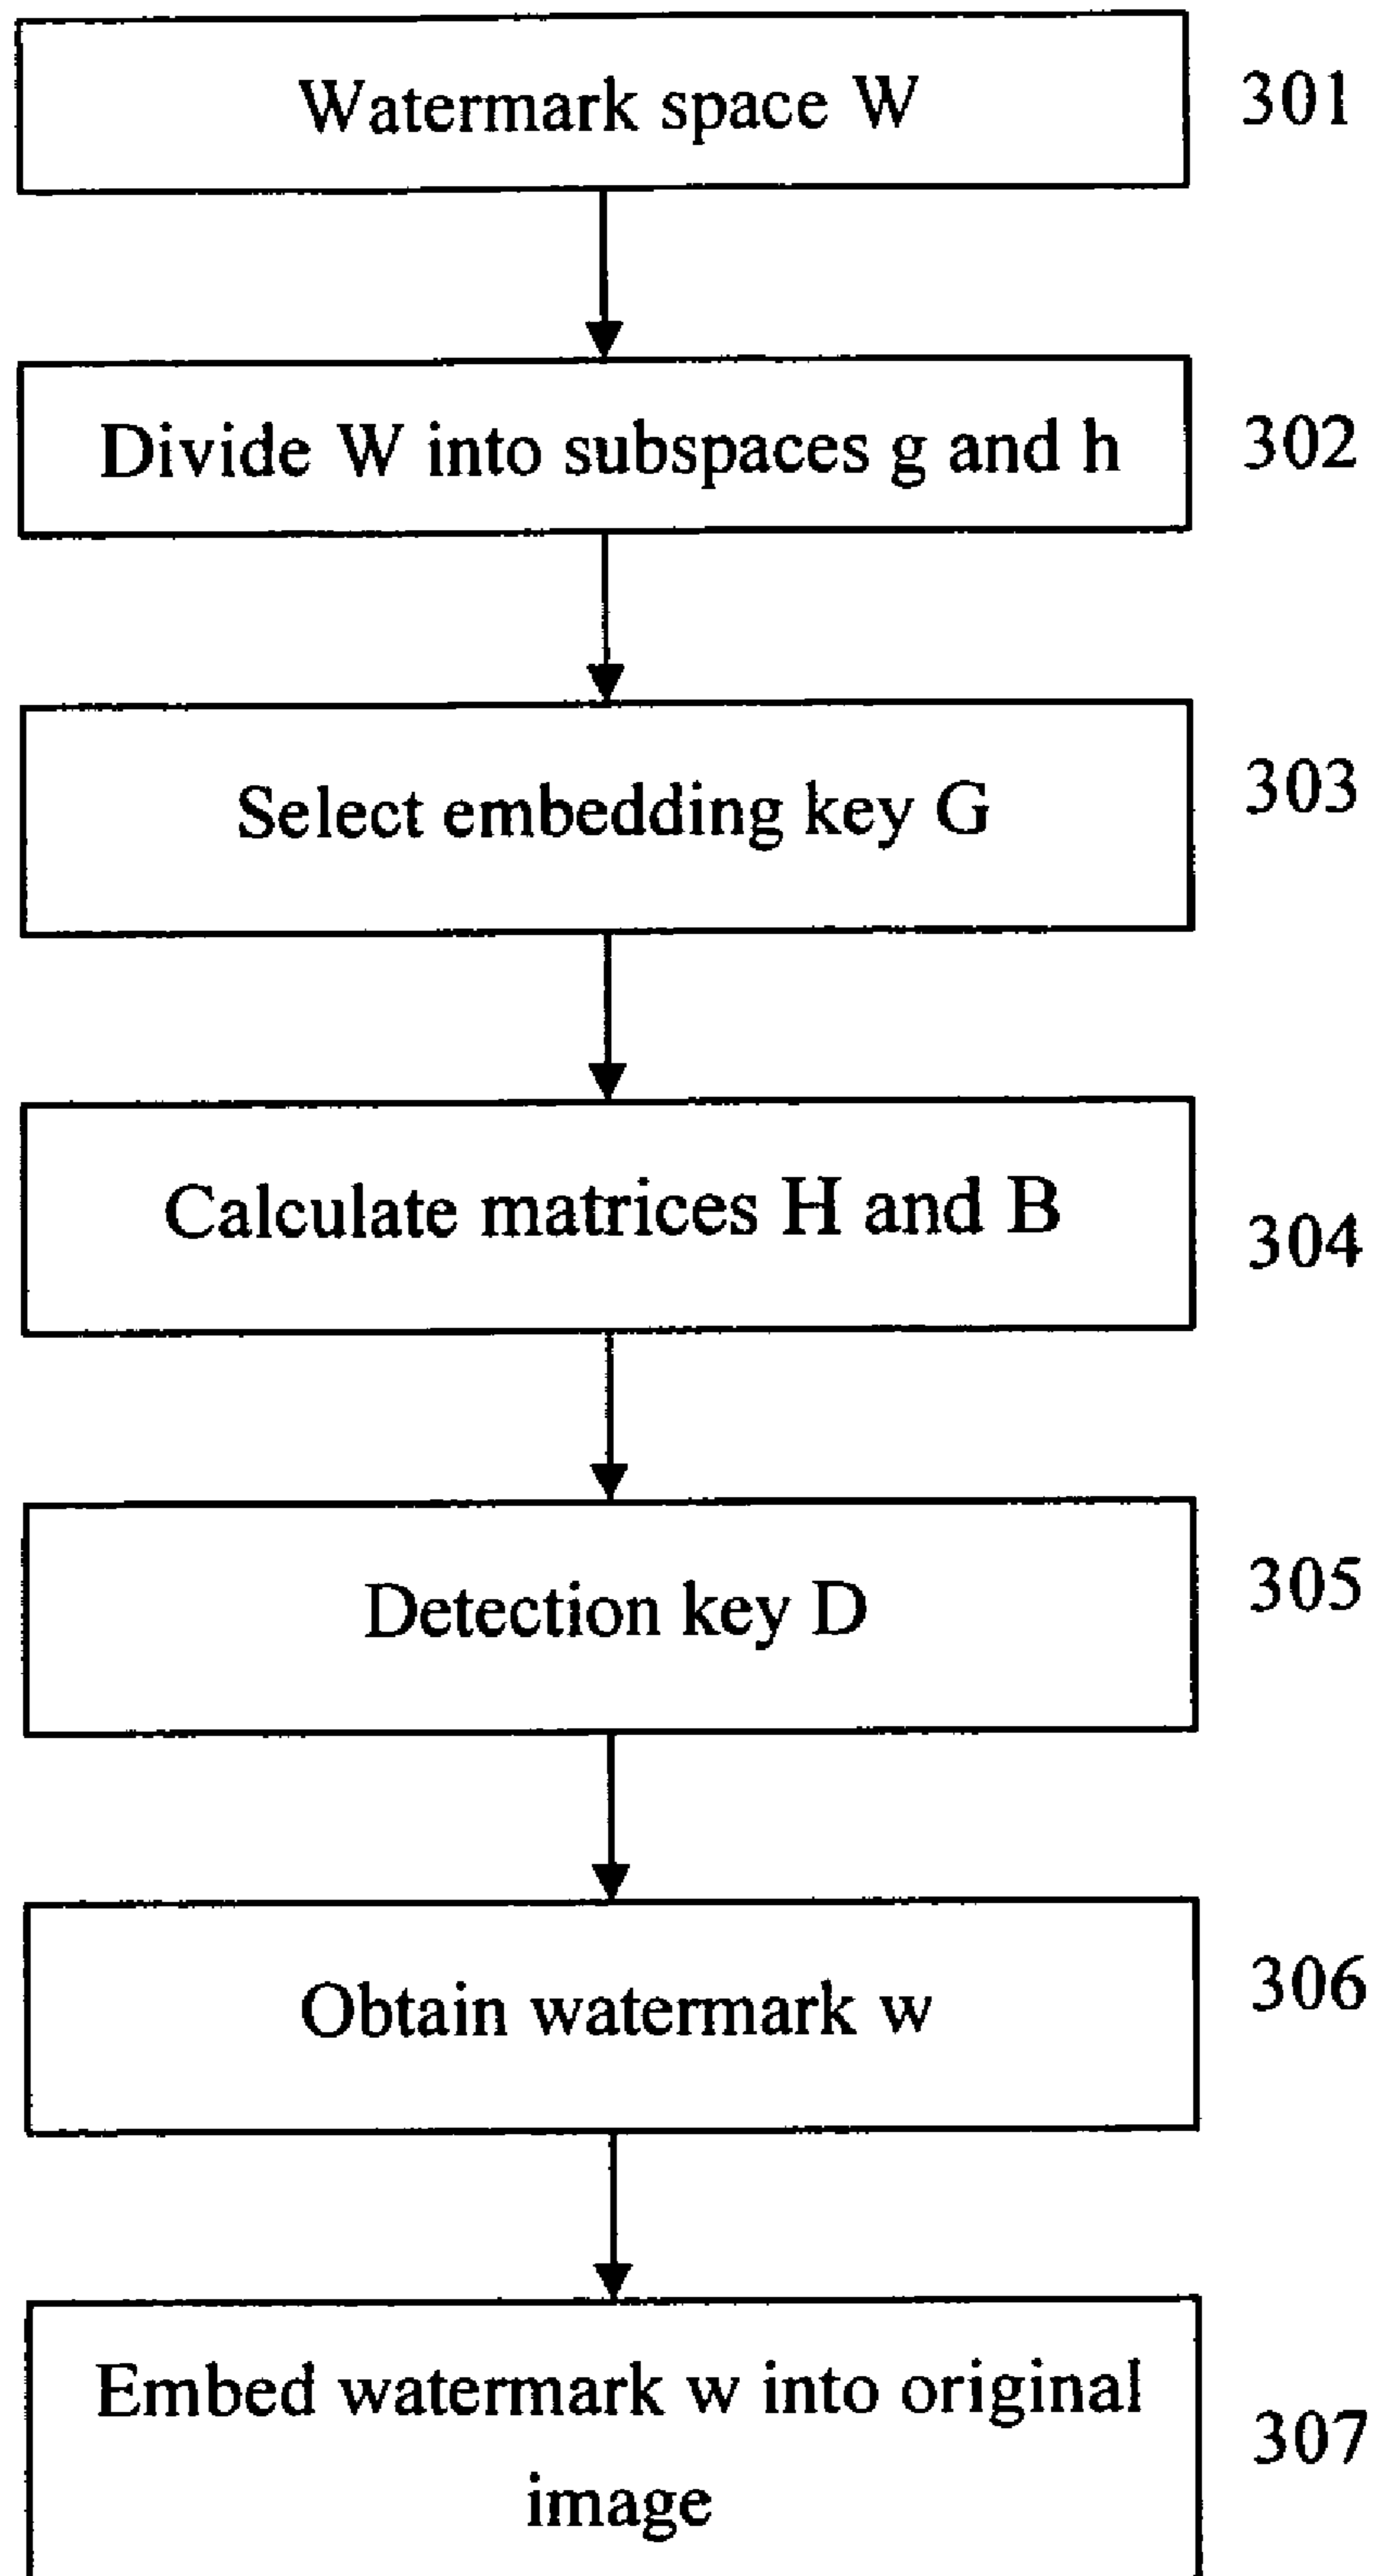 Watermark space W
301
Divide W into subspaces g and h
302
Select embedding key G
303
Calculate matrices H and B
304
Detection key D
305
Obtain watermark w
306
Embed watermark w into original
image
307